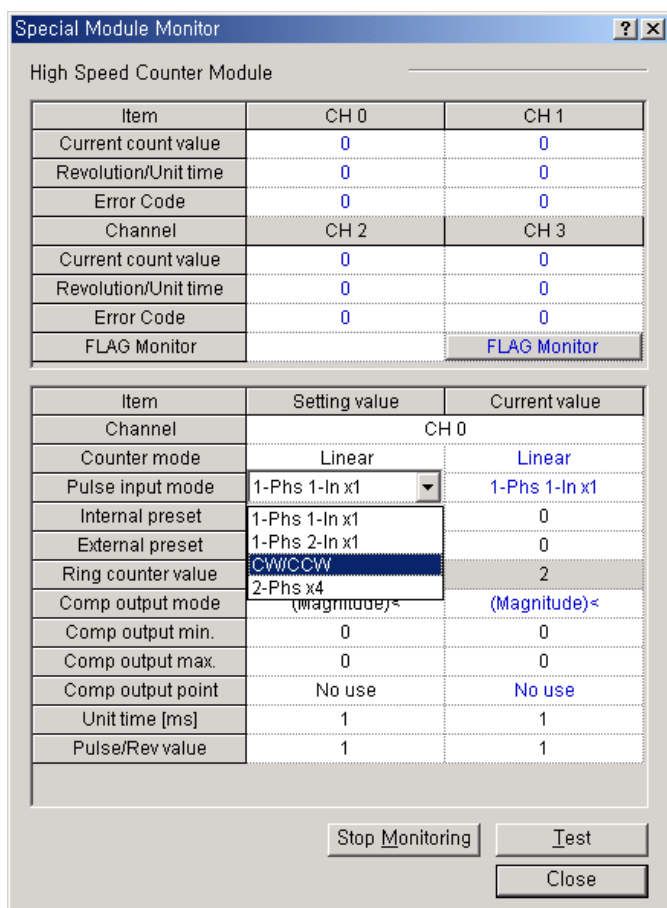 Special Module Monitor
High Speed Counter Module
Item CH 0 CH 1
Current count value 0 0
Revolution/Unit time 0 0
Error Code 0 0
Channel CH 2 CH 3
Current count value 0 0
Revolution/Unit time 0 0
Error Code 0 0
FLAG Monitor FLAG Monitor
Item Setting value Current value
Channel CH 0
Counter mode Linear Linear
Pulse input mode 1-Phs 1-In x1 1-Phs 1-In x1
Internal preset 1-Phs 1-In x1 0
External preset 1-Phs 2-In x1 0
Ring counter value CW/CCW 2
2-Phs x4
Comp output mode (Magnitude)< (Magnitude)<
Comp output min. 0 0
Comp output max. 0 0
Comp output point No use No use
Unit time [ms] 1 1
Pulse/Rev value 1 1
Stop Monitoring Test
Close